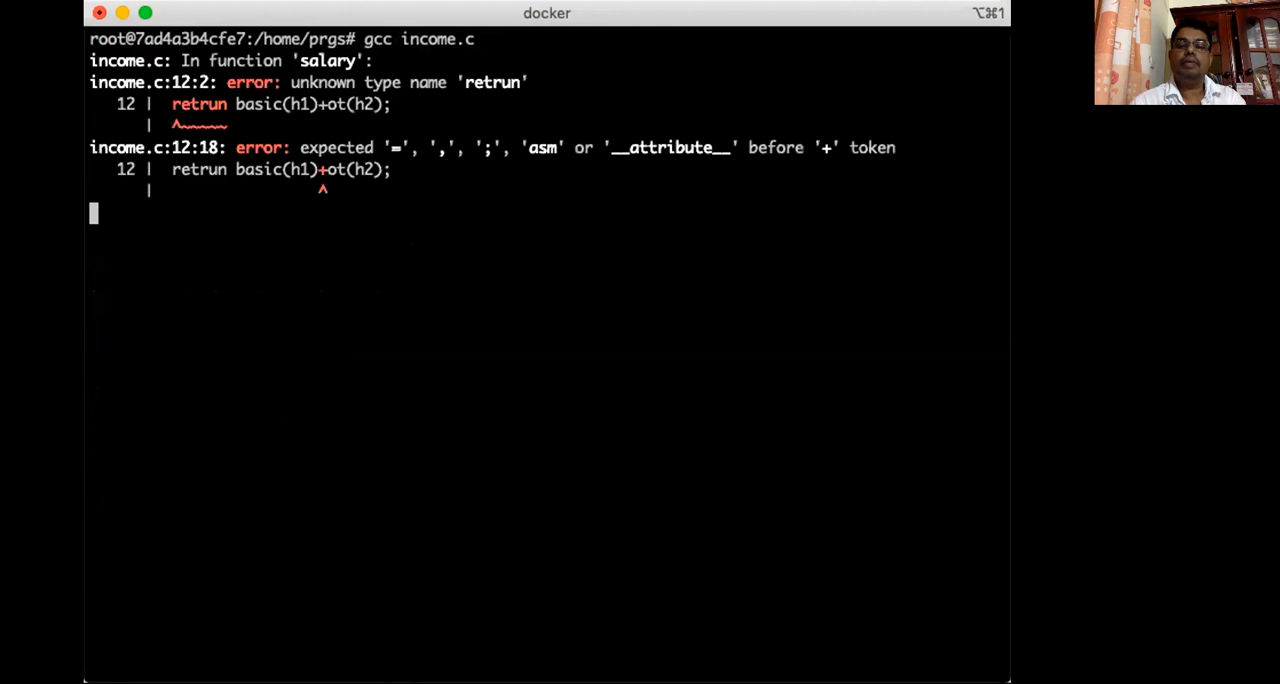 docker
⌥⌘1
root@7ad4a3b4cfe7:/home/prgs# gcc income.c
income.c: In function 'salary':
income.c:12:2: error: unknown type name 'retrun'
12 | retrun basic(h1)+ot(h2);
| ^~~~~~
income.c:12:18: error: expected '=', ',', ';', 'asm' or '__attribute__' before '+' token
12 | retrun basic(h1)+ot(h2);
| ^